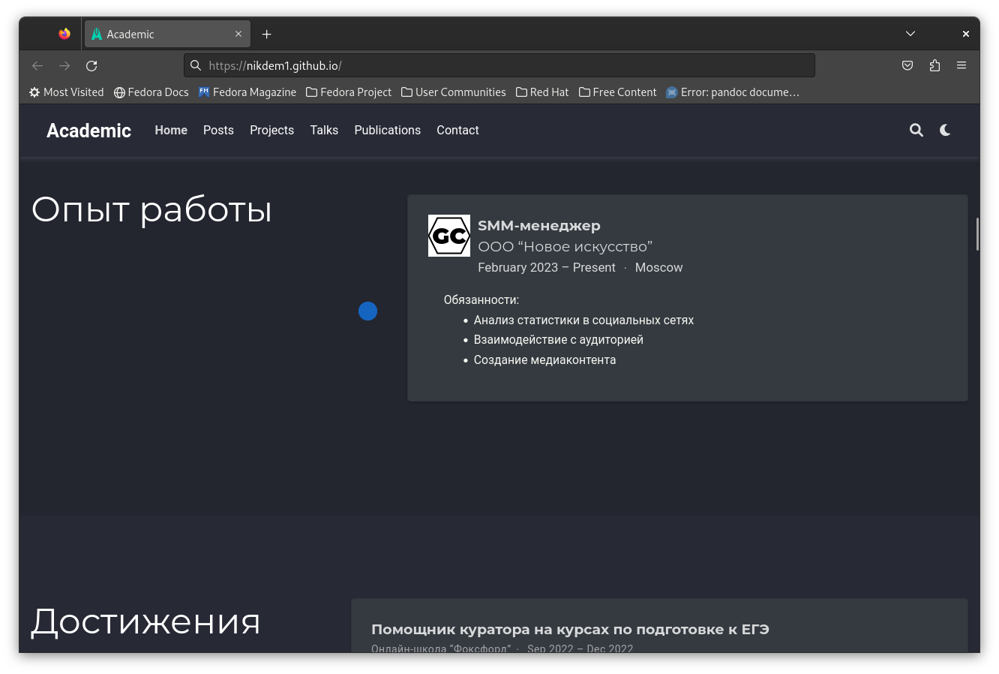 Academic
https://nikdem1.github.io/
Most Visited Fedora Docs Fedora Magazine Fedora Project User Communities Red Hat Free Content Error: pandoc docume…
Academic Home Posts Projects Talks Publications Contact
Опыт работы
GC
SMM-менеджер
ООО “Новое искусство”
February 2023 – Present · Moscow
Обязанности:
• Анализ статистики в социальных сетях
• Взаимодействие с аудиторией
• Создание медиаконтента
Достижения
Помощник куратора на курсах по подготовке к ЕГЭ
Онлайн-школа “Фоксфорд” · Sep 2022 – Dec 2022